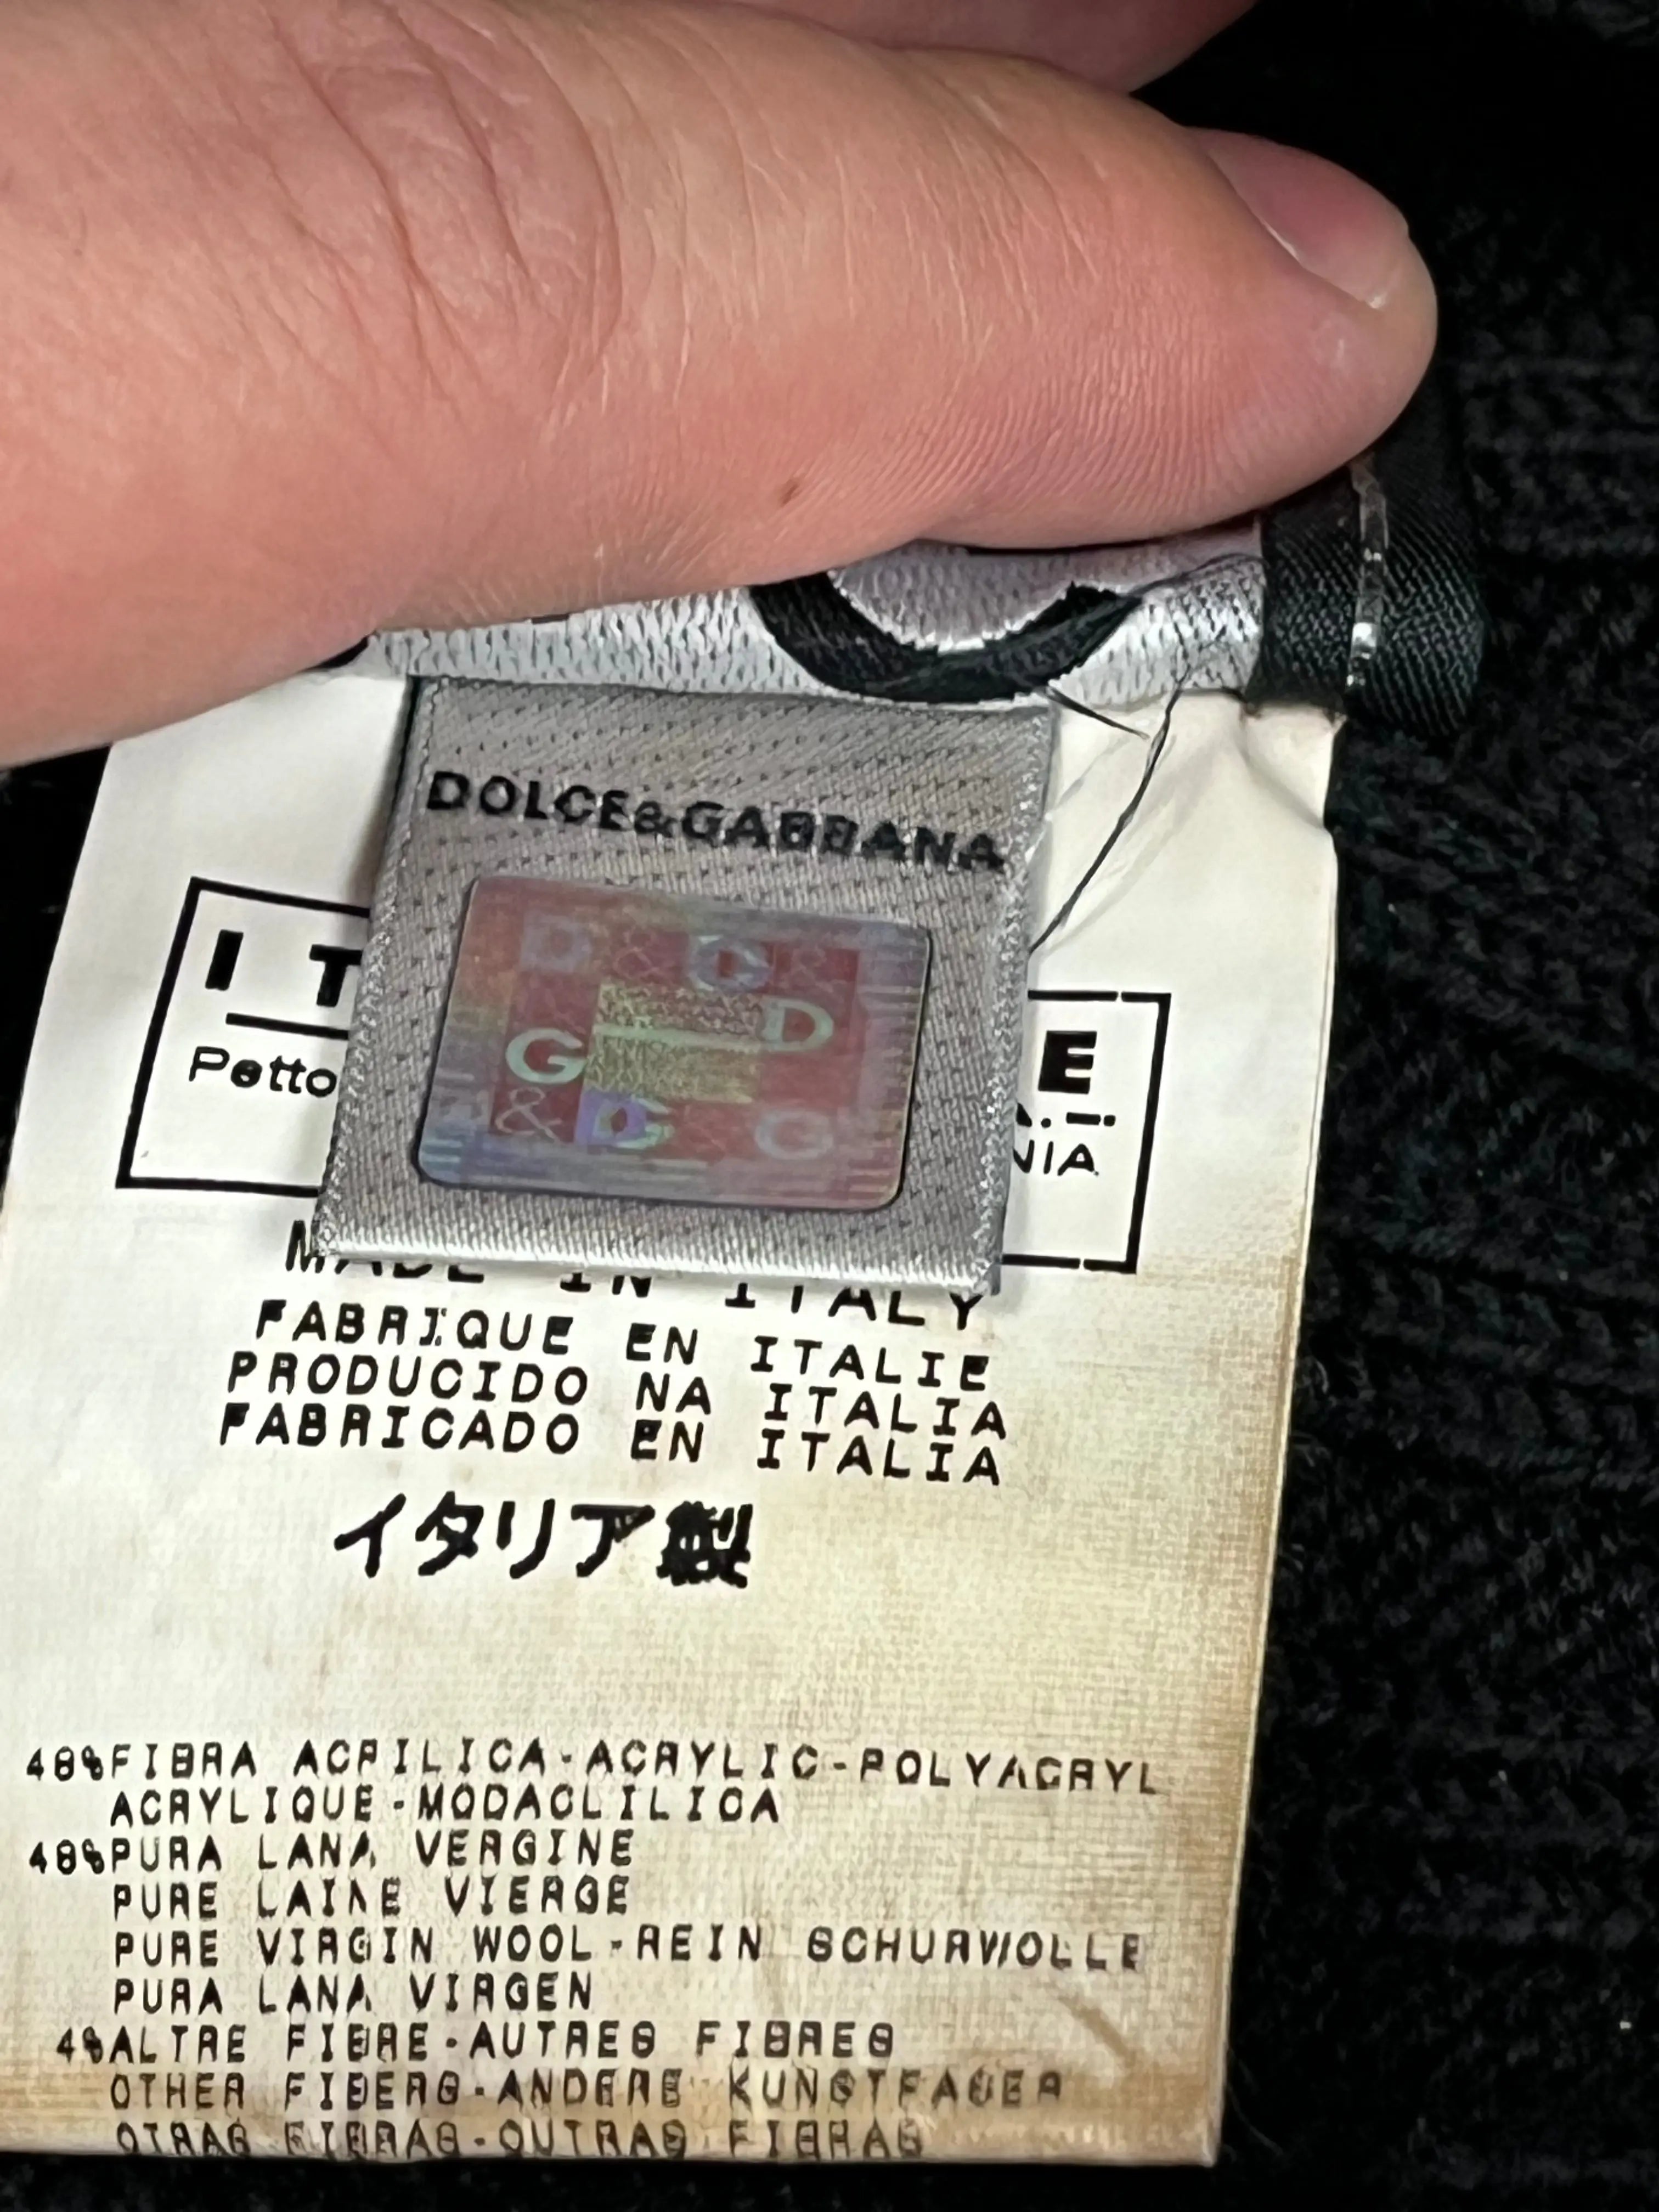 DOLCE&GABBANA
D & G &
D
G
& D G G
I T E
Petto NIA
MADE IN ITALY
FABRIQUE EN ITALIE
PRODUCIDO NA ITALIA
FABRICADO EN ITALIA
イタリア製
48%FIBRA ACRILICA-ACRYLIC-POLYACRYL
ACRYLIQUE-MODACLILICA
48%PURA LANA VERGINE
PURE LAINE VIERGE
PURE VIRGIN WOOL-REIN SCHURWOLLE
PURA LANA VIRGEN
4%ALTRE FIBRE-AUTRES FIBRES
OTHER FIBERS-ANDERE KUNSTFASER
OTRAS FIBRAS-OUTRAS FIBRAS